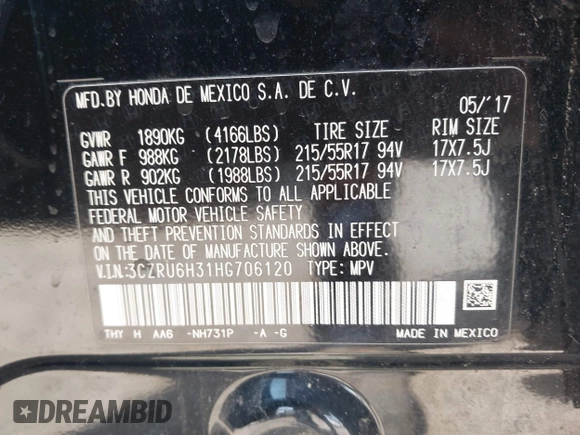 MFD.BY HONDA DE MEXICO S.A. DE C.V.
05/'17
GVWR 1890KG (4166LBS) TIRE SIZE RIM SIZE
GAWR F 988KG (2178LBS) 215/55R17 94V 17X7.5J
GAWR R 902KG (1988LBS) 215/55R17 94V 17X7.5J
THIS VEHICLE CONFORMS TO ALL APPLICABLE
FEDERAL MOTOR VEHICLE SAFETY
AND THEFT PREVENTION STANDARDS IN EFFECT
ON THE DATE OF MANUFACTURE SHOWN ABOVE.
V.I.N:3CZRU6H31HG706120 TYPE: MPV
THY H AA6 -NH731P -A -G MADE IN MEXICO
DREAMBID